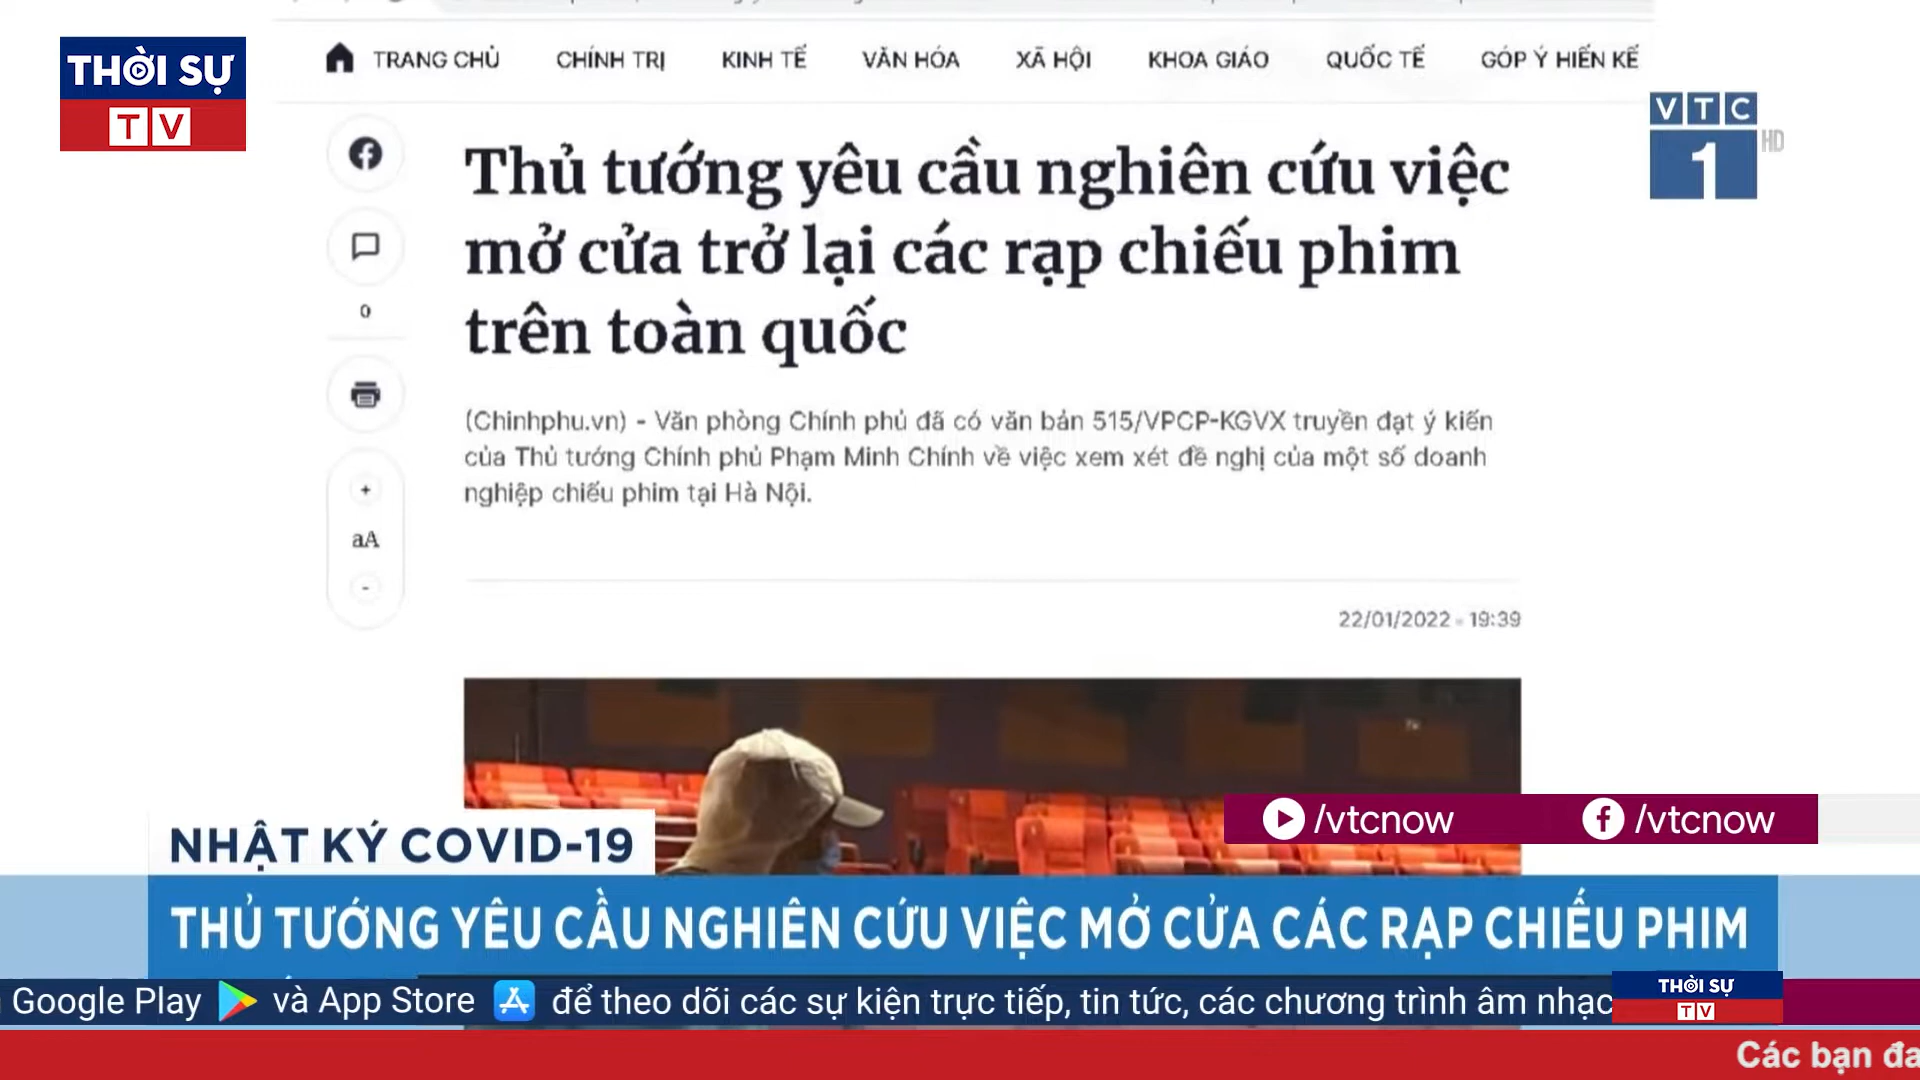 THỜI SỰ
TV
TRANG CHỦ CHÍNH TRỊ KINH TẾ VĂN HÓA XÃ HỘI KHOA GIÁO QUỐC TẾ GÓP Ý HIẾN KẾ
VTC
1
HD
Thủ tướng yêu cầu nghiên cứu việc
mở cửa trở lại các rạp chiếu phim
trên toàn quốc
0
(Chinhphu.vn) - Văn phòng Chính phủ đã có văn bản 515/VPCP-KGVX truyền đạt ý kiến
của Thủ tướng Chính phủ Phạm Minh Chính về việc xem xét đề nghị của một số doanh
nghiệp chiếu phim tại Hà Nội.
+
aA
-
22/01/2022 - 19:39
/vtcnow /vtcnow
NHẬT KÝ COVID-19
THỦ TƯỚNG YÊU CẦU NGHIÊN CỨU VIỆC MỞ CỬA CÁC RẠP CHIẾU PHIM
Google Play và App Store để theo dõi các sự kiện trực tiếp, tin tức, các chương trình âm nhạc
THỜI SỰ
TV
Các bạn đa